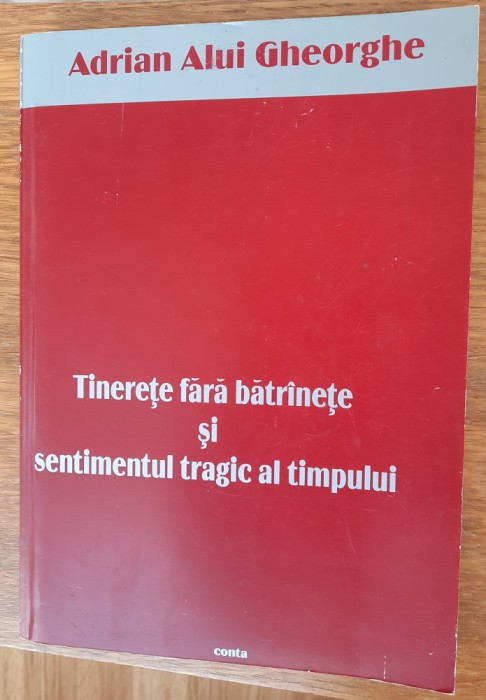 Adrian Alui Gheorghe
Tinereţe fără bătrîneţe
şi
sentimentul tragic al timpului
conta